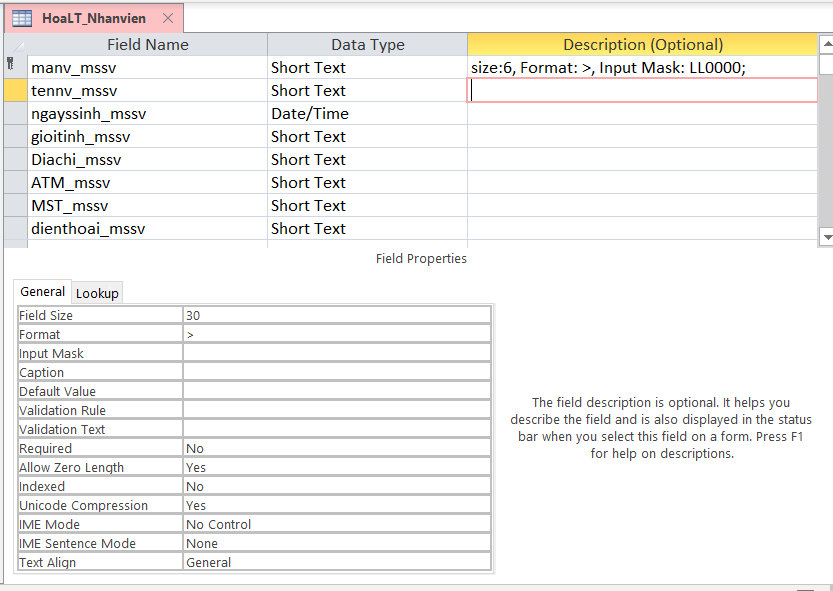 HoaLT_Nhanvien
Field Name Data Type Description (Optional)
manv_mssv Short Text size:6, Format: >, Input Mask: LL0000;
tennv_mssv Short Text
ngayssinh_mssv Date/Time
gioitinh_mssv Short Text
Diachi_mssv Short Text
ATM_mssv Short Text
MST_mssv Short Text
dienthoai_mssv Short Text
Field Properties
General Lookup
Field Size 30
Format >
Input Mask
Caption
Default Value
Validation Rule
Validation Text
Required No
Allow Zero Length Yes
Indexed No
Unicode Compression Yes
IME Mode No Control
IME Sentence Mode None
Text Align General
The field description is optional. It helps you
describe the field and is also displayed in the status
bar when you select this field on a form. Press F1
for help on descriptions.